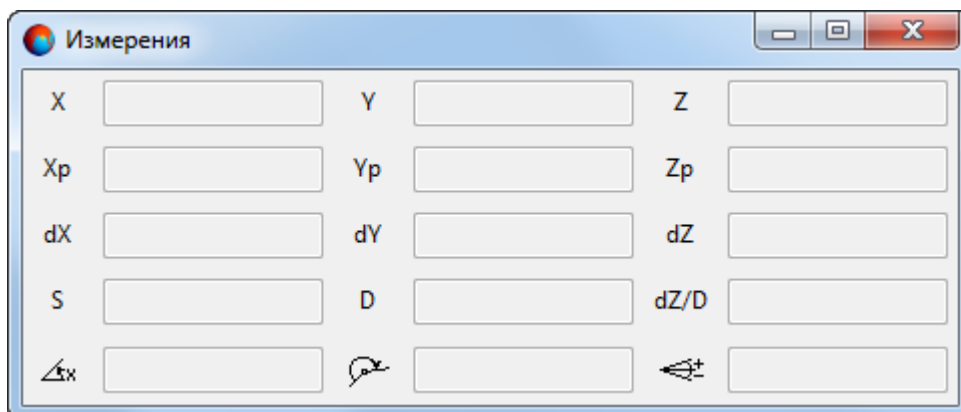 Измерения
X Y Z
Xp Yp Zp
dX dY dZ
S D dZ/D
x ±